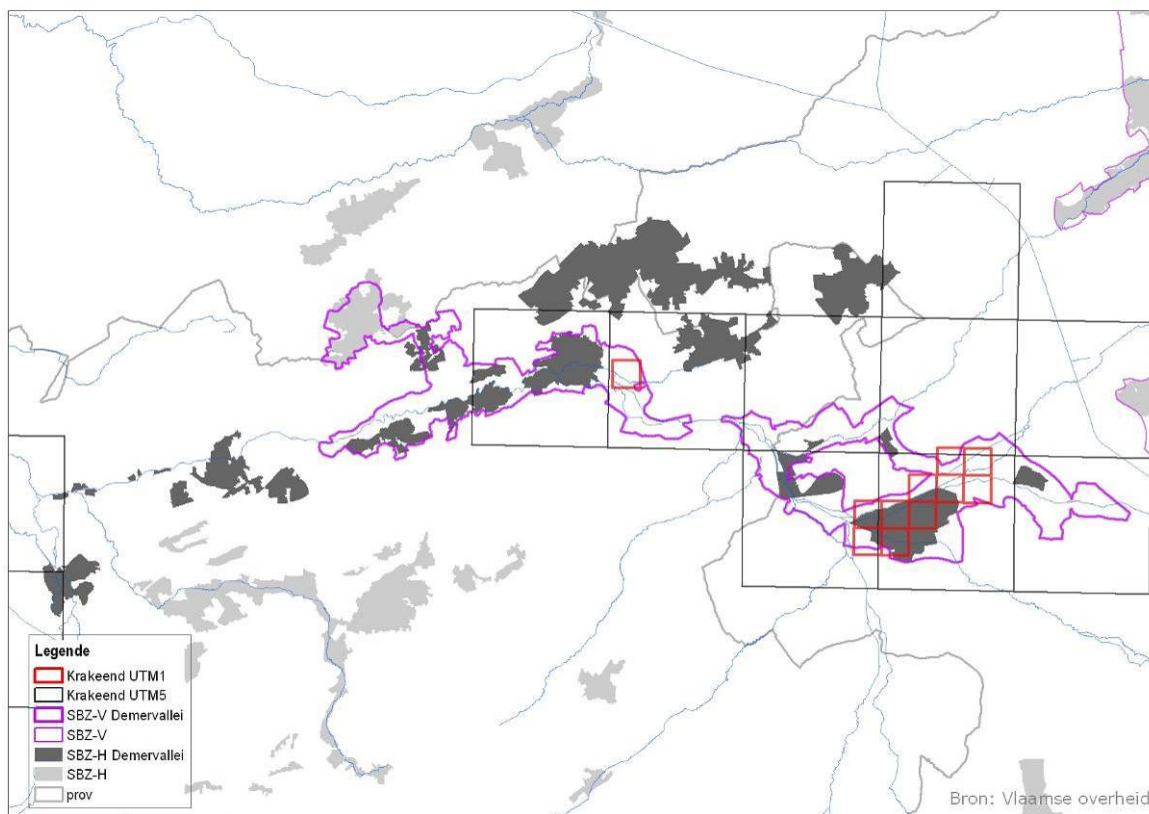 Legende
Krakeend UTM1
Krakeend UTM5
SBZ-V Demervallei
SBZ-V
SBZ-H Demervallei
SBZ-H
prov
Bron: Vlaamse overheid